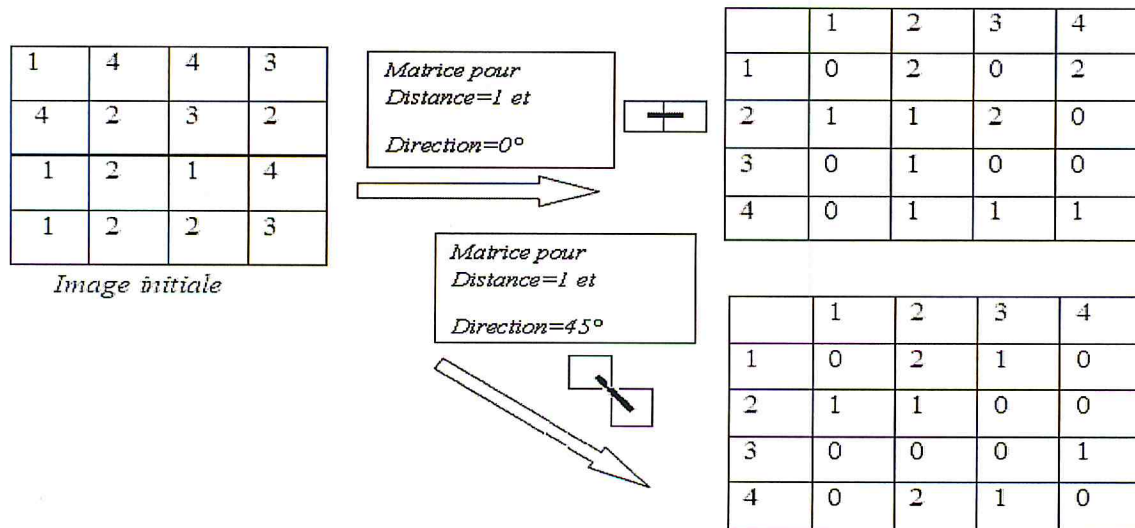 1 4 4 3
4 2 3 2
1 2 1 4
1 2 2 3
Image initiale
Matrice pour
Distance=1 et
Direction=0°
1 2 3 4
1 0 2 0 2
2 1 1 2 0
3 0 1 0 0
4 0 1 1 1
Matrice pour
Distance=1 et
Direction=45°
1 2 3 4
1 0 2 1 0
2 1 1 0 0
3 0 0 0 1
4 0 2 1 0